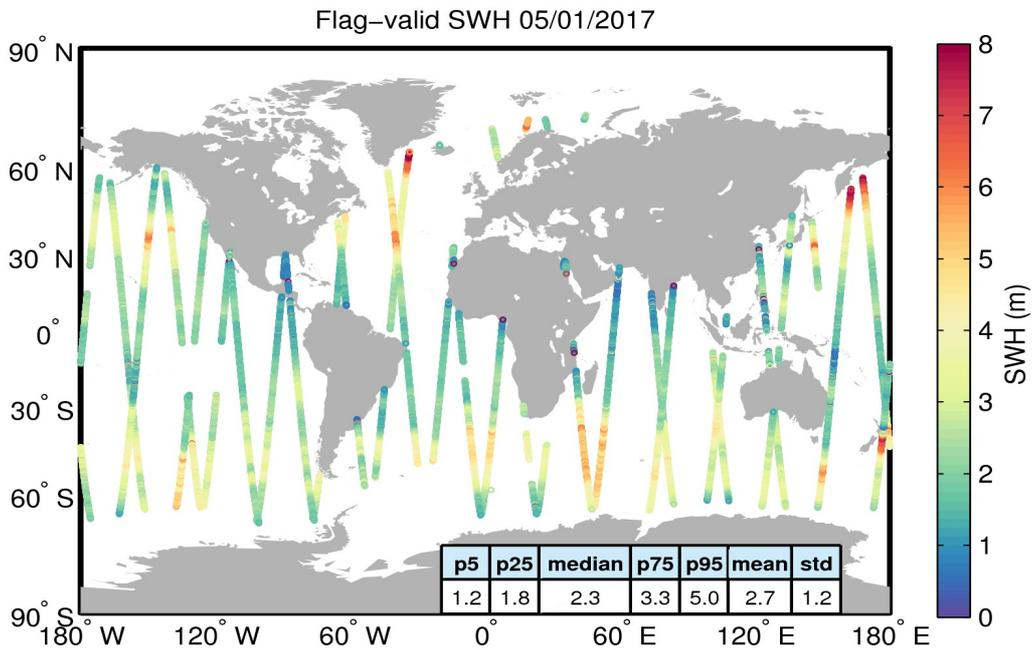 Flag−valid SWH 05/01/2017
90° N
60° N
30° N
0°
30° S
60° S
90° S
180° W
120° W
60° W
0°
60° E
120° E
180° E
p5 p25 median p75 p95 mean std
1.2 1.8 2.3 3.3 5.0 2.7 1.2
8
7
6
5
4
3
2
1
0
SWH (m)